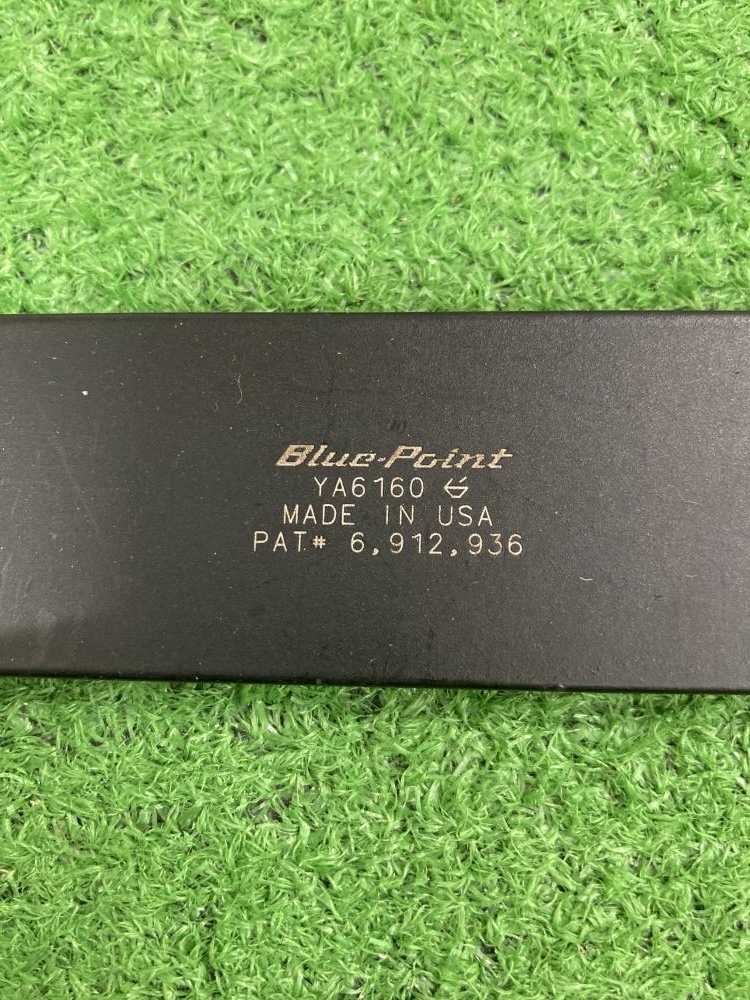 Blue-Point
YA6160
MADE IN USA
PAT# 6,912,936